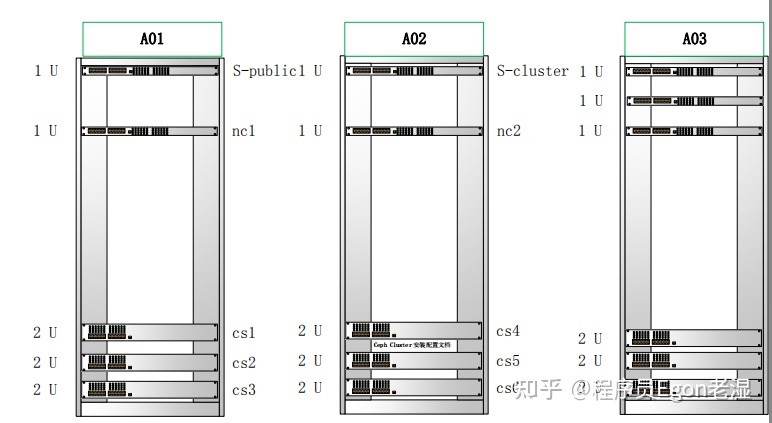 A01 A02 A03
1 U S-public 1 U S-cluster 1 U
1 U
1 U nc1 1 U nc2 1 U
2 U cs1 2 U cs4 2 U
Ceph Cluster 安装配置文档
2 U cs2 2 U cs5 2 U
2 U cs3 2 U
知乎 @程序员Egon老湿